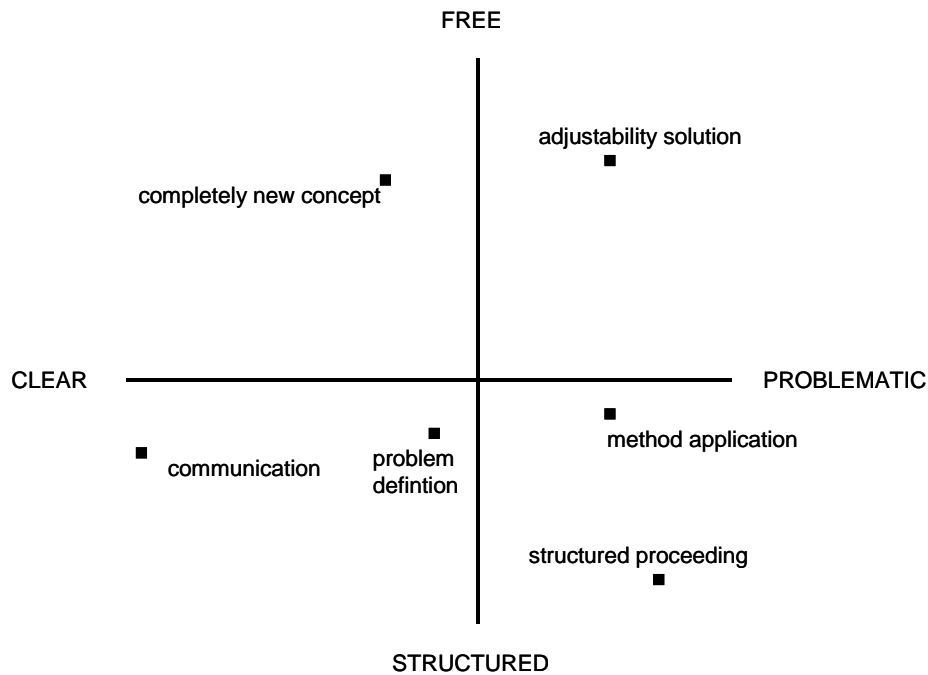 FREE
adjustability solution
completely new concept
CLEAR
PROBLEMATIC
method application
communication
problem
defintion
structured proceeding
STRUCTURED